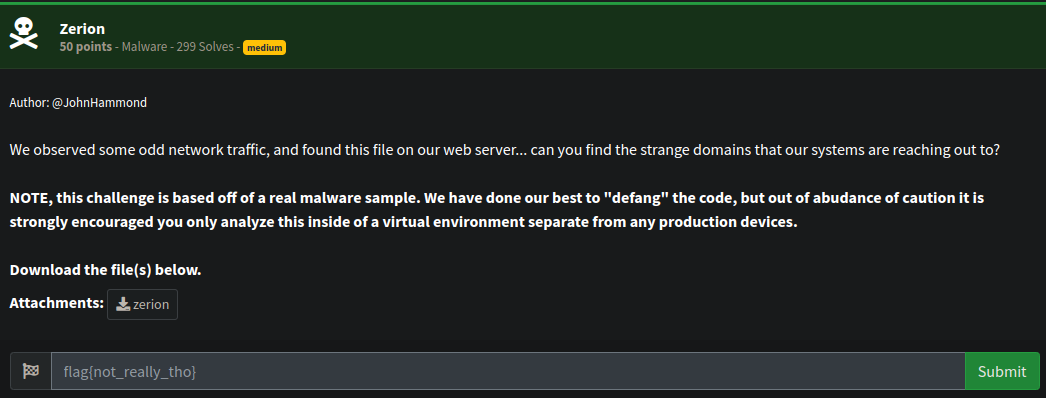 Zerion
50 points - Malware - 299 Solves - medium
Author: @JohnHammond
We observed some odd network traffic, and found this file on our web server... can you find the strange domains that our systems are reaching out to?
NOTE, this challenge is based off of a real malware sample. We have done our best to "defang" the code, but out of abudance of caution it is
strongly encouraged you only analyze this inside of a virtual environment separate from any production devices.
Download the file(s) below.
Attachments: zerion
flag{not_really_tho} Submit